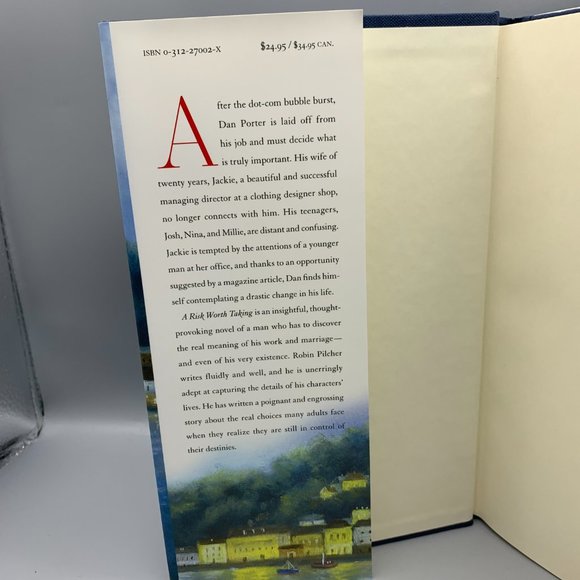 ISBN 0-312-27002-X $24.95 / $34.95 CAN.
After the dot-com bubble burst,
Dan Porter is laid off from
his job and must decide what
is truly important. His wife of
twenty years, Jackie, a beautiful and successful
managing director at a clothing designer shop,
no longer connects with him. His teenagers,
Josh, Nina, and Millie, are distant and confusing.
Jackie is tempted by the attentions of a younger
man at her office, and thanks to an opportunity
suggested by a magazine article, Dan finds him-
self contemplating a drastic change in his life.
A Risk Worth Taking is an insightful, thought-
provoking novel of a man who has to discover
the real meaning of his work and marriage—
and even of his very existence. Robin Pilcher
writes fluidly and well, and he is unerringly
adept at capturing the details of his characters'
lives. He has written a poignant and engrossing
story about the real choices many adults face
when they realize they are still in control of
their destinies.